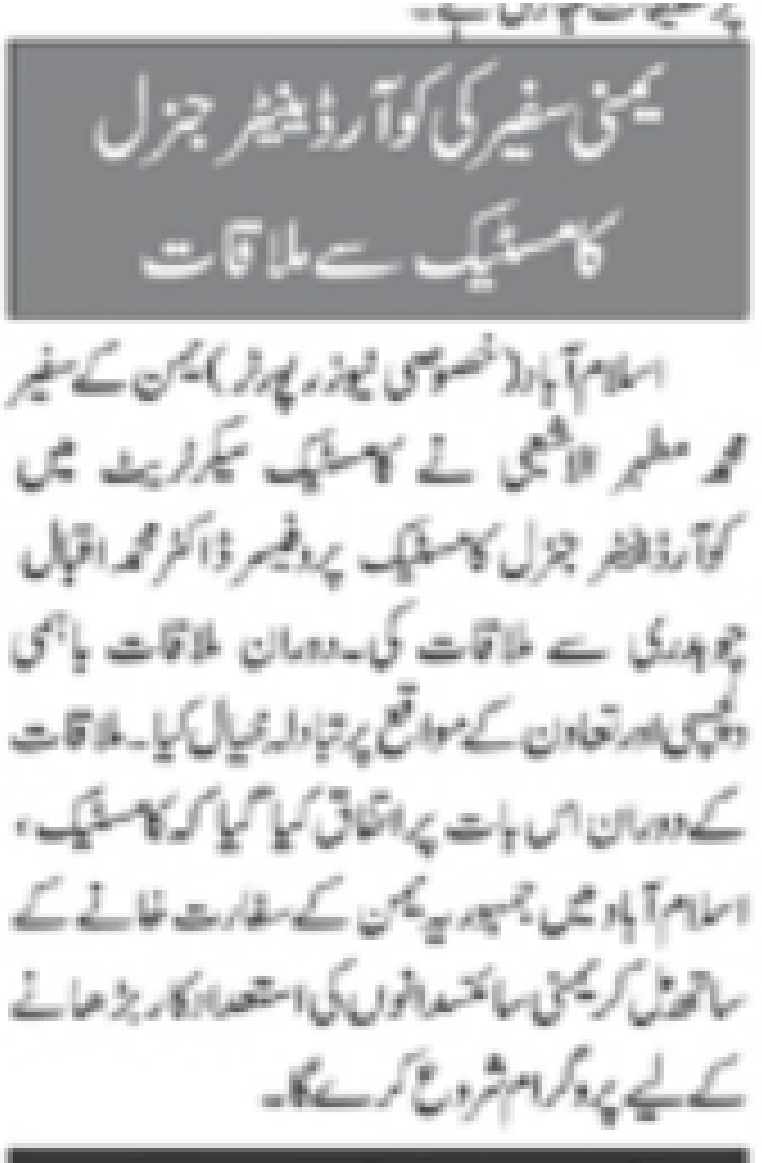 یمنی سفیر کی کوآرڈینیٹر جنرل
کامسٹیک سے ملاقات
اسلام آباد (خصوصی نیوز رپورٹر) یمن کے سفیر
محمد مطہر الاشعبی نے کامسٹیک سیکرٹریٹ میں
کوآرڈینیٹر جنرل کامسٹیک پروفیسر ڈاکٹر محمد اقبال
چوہدری سے ملاقات کی۔ دوران ملاقات باہمی
دلچسپی اور تعاون کے مواقع پر تبادلہ خیال کیا۔ ملاقات
کے دوران اس بات پر اتفاق کیا گیا کہ کامسٹیک،
اسلام آباد میں جمہوریہ یمن کے سفارت خانے کے
ساتھ مل کر یمنی سائنسدانوں کی استعداد کار بڑھانے
کے لیے پروگرام شروع کرے گا۔